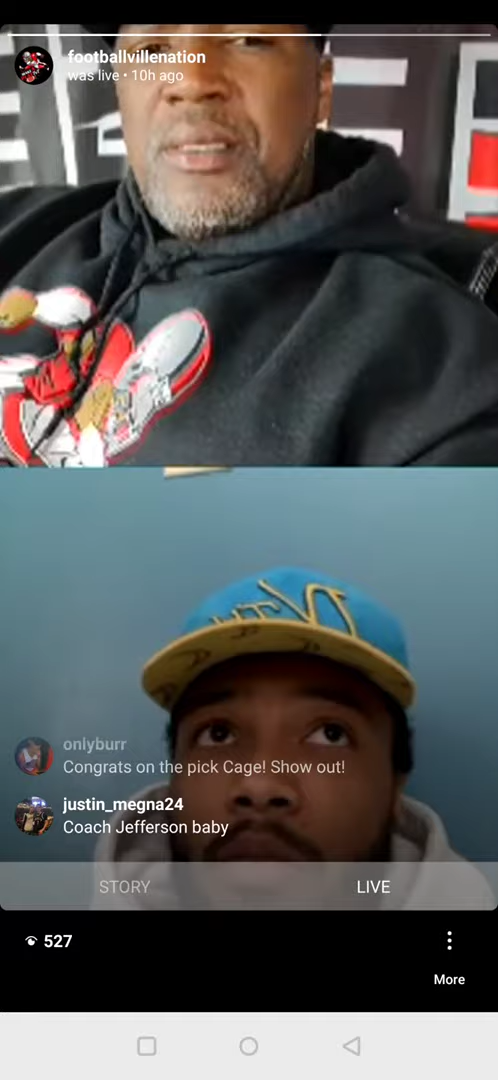 footballvillenation
was live • 10h ago
onlyburr
Congrats on the pick Cage! Show out!
justin_megna24
Coach Jefferson baby
STORY
LIVE
527
More